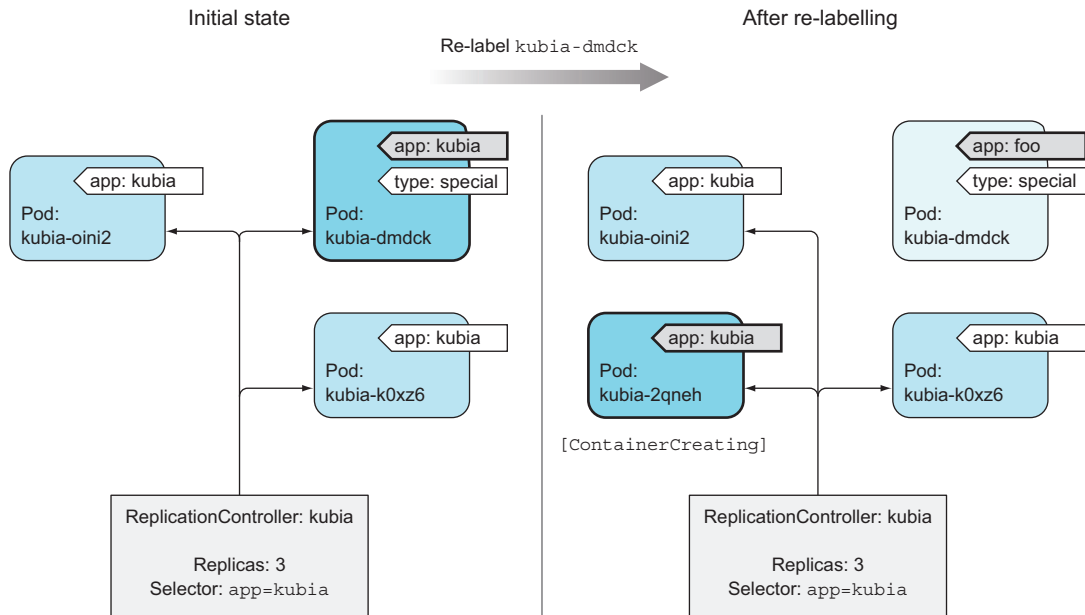 Initial state
After re-labelling
Re-label kubia-dmdck
app: kubia
type: special
Pod:
kubia-dmdck
app: kubia
Pod:
kubia-oini2
app: kubia
Pod:
kubia-k0xz6
ReplicationController: kubia
Replicas: 3
Selector: app=kubia
app: kubia
Pod:
kubia-oini2
app: foo
type: special
Pod:
kubia-dmdck
app: kubia
Pod:
kubia-2qneh
[ContainerCreating]
app: kubia
Pod:
kubia-k0xz6
ReplicationController: kubia
Replicas: 3
Selector: app=kubia